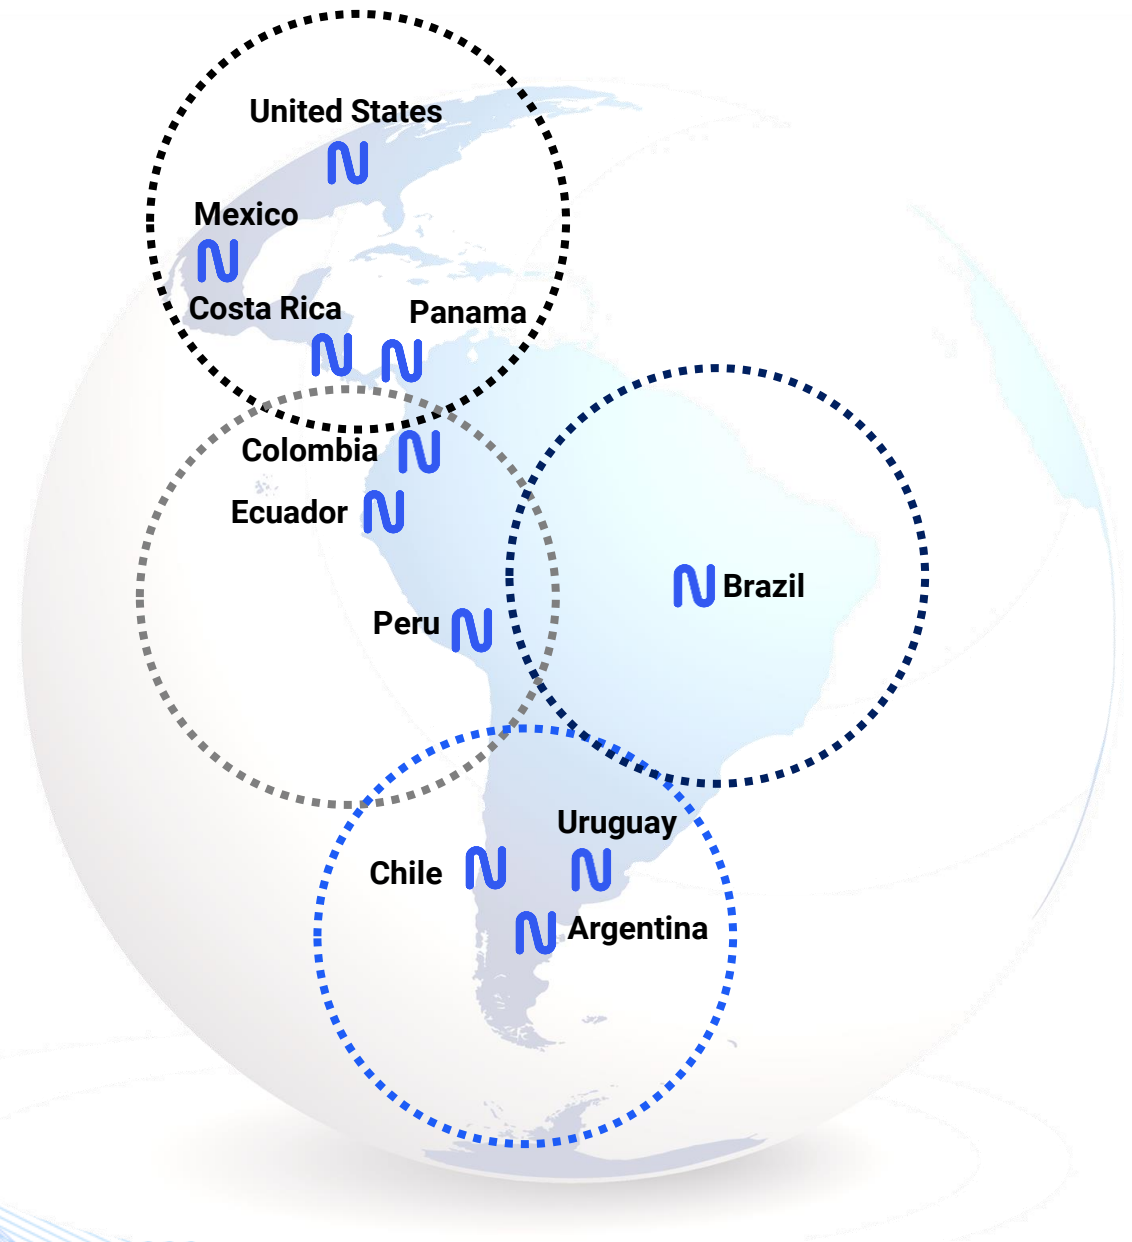 United States
Mexico
Costa Rica
Panama
Colombia
Ecuador
Brazil
Peru
Uruguay
Chile
Argentina